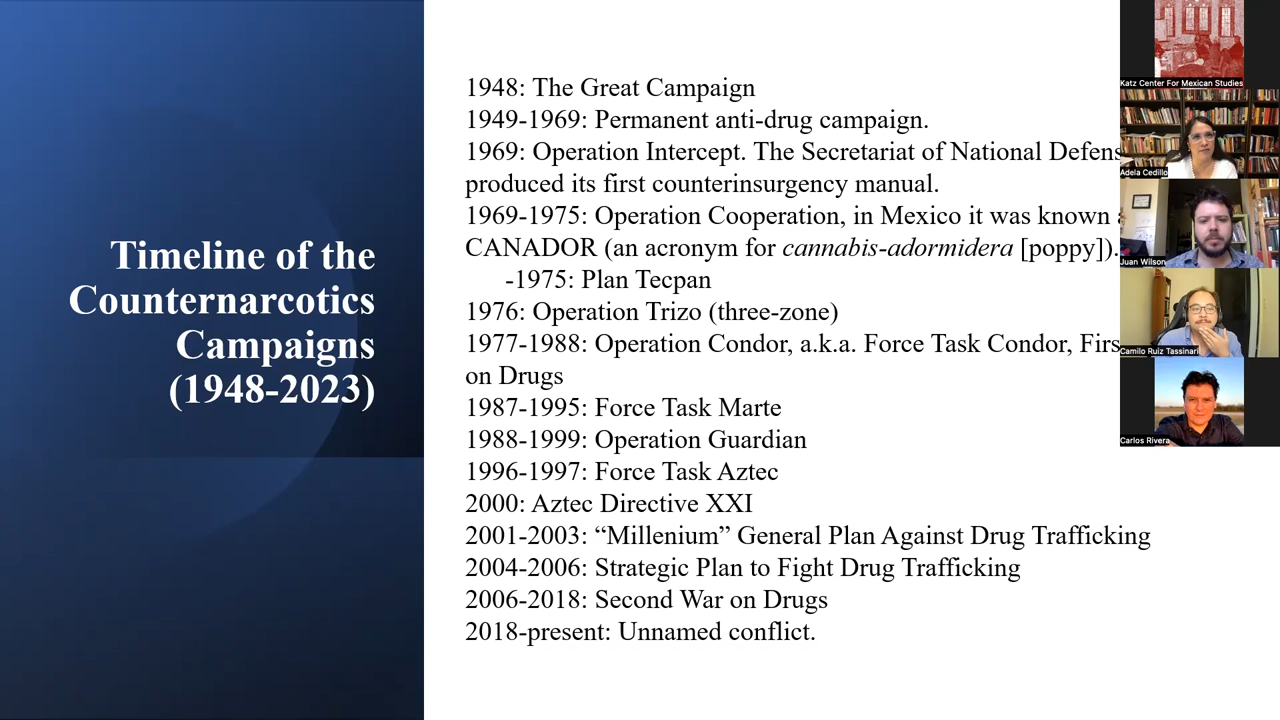 Timeline of the
Counternarcotics
Campaigns
(1948-2023)
1948: The Great Campaign
1949-1969: Permanent anti-drug campaign.
1969: Operation Intercept. The Secretariat of National Defens
produced its first counterinsurgency manual.
1969-1975: Operation Cooperation, in Mexico it was known
CANADOR (an acronym for cannabis-adormidera [poppy]).
-1975: Plan Tecpan
1976: Operation Trizo (three-zone)
1977-1988: Operation Condor, a.k.a. Force Task Condor, Firs
on Drugs
1987-1995: Force Task Marte
1988-1999: Operation Guardian
1996-1997: Force Task Aztec
2000: Aztec Directive XXI
2001-2003: “Millenium” General Plan Against Drug Trafficking
2004-2006: Strategic Plan to Fight Drug Trafficking
2006-2018: Second War on Drugs
2018-present: Unnamed conflict.
Katz Center For Mexican Studies
Adela Cedillo
Juan Wilson
Camilo Ruiz Tassinari
Carlos Rivera